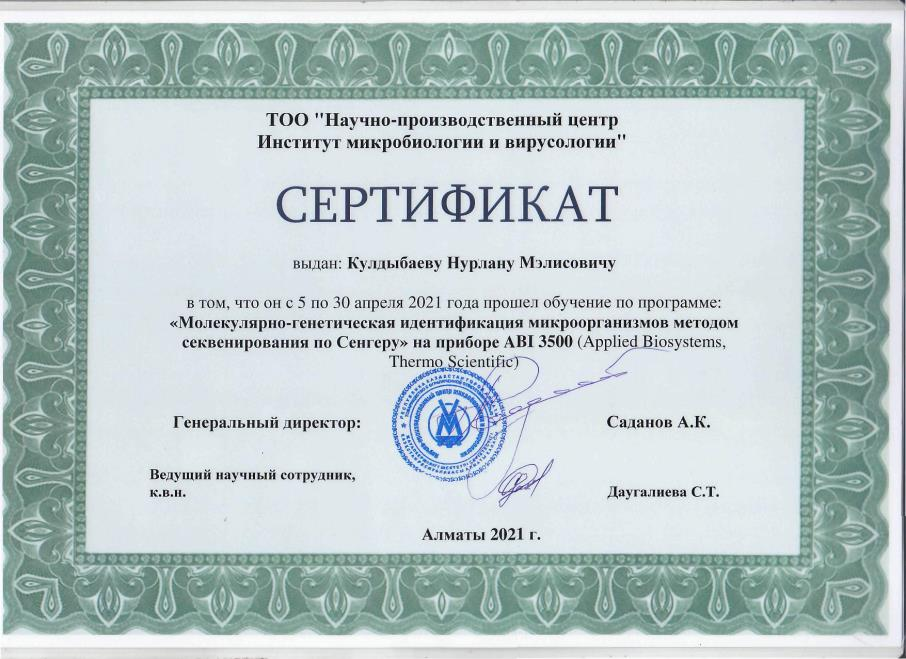 ТОО "Научно-производственный центр
Институт микробиологии и вирусологии"
СЕРТИФИКАТ
выдан: Кулдыбаеву Нурлану Мэлисовичу
в том, что он с 5 по 30 апреля 2021 года прошел обучение по программе:
«Молекулярно-генетическая идентификация микроорганизмов методом
секвенирования по Сенгеру» на приборе ABI 3500 (Applied Biosystems,
Thermo Scientific)
Генеральный директор: Саданов А.К.
Ведущий научный сотрудник,
к.в.н. Даугалиева С.Т.
Алматы 2021 г.